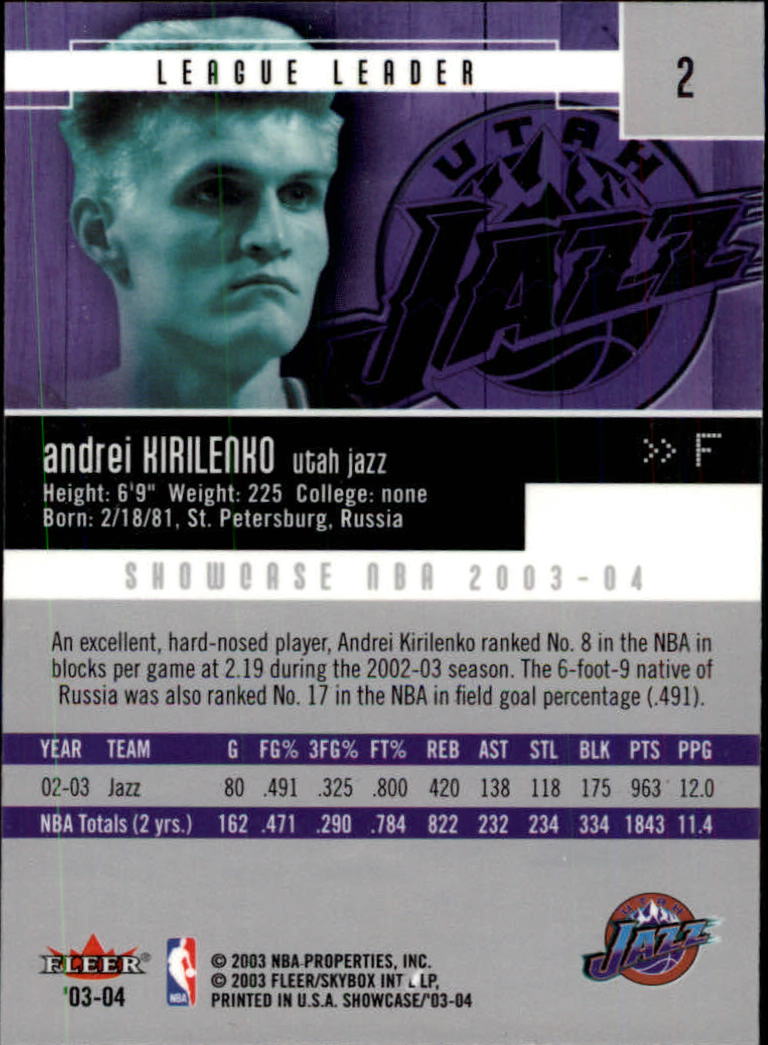 LEAGUE LEADER
2
UTAH
JAZZ
andrei KIRILENKO utah jazz
>> F
Height: 6'9" Weight: 225 College: none
Born: 2/18/81, St. Petersburg, Russia
SHOWCASE NBA 2003-04
An excellent, hard-nosed player, Andrei Kirilenko ranked No. 8 in the NBA in
blocks per game at 2.19 during the 2002-03 season. The 6-foot-9 native of
Russia was also ranked No. 17 in the NBA in field goal percentage (.491).
YEAR TEAM G FG% 3FG% FT% REB AST STL BLK PTS PPG
02-03 Jazz 80 .491 .325 .800 420 138 118 175 963 12.0
NBA Totals (2 yrs.) 162 .471 .290 .784 822 232 234 334 1843 11.4
UTAH
JAZZ
FLEER®
'03-04
NBA
© 2003 NBA PROPERTIES, INC.
© 2003 FLEER/SKYBOX INT LP,
PRINTED IN U.S.A. SHOWCASE/'03-04